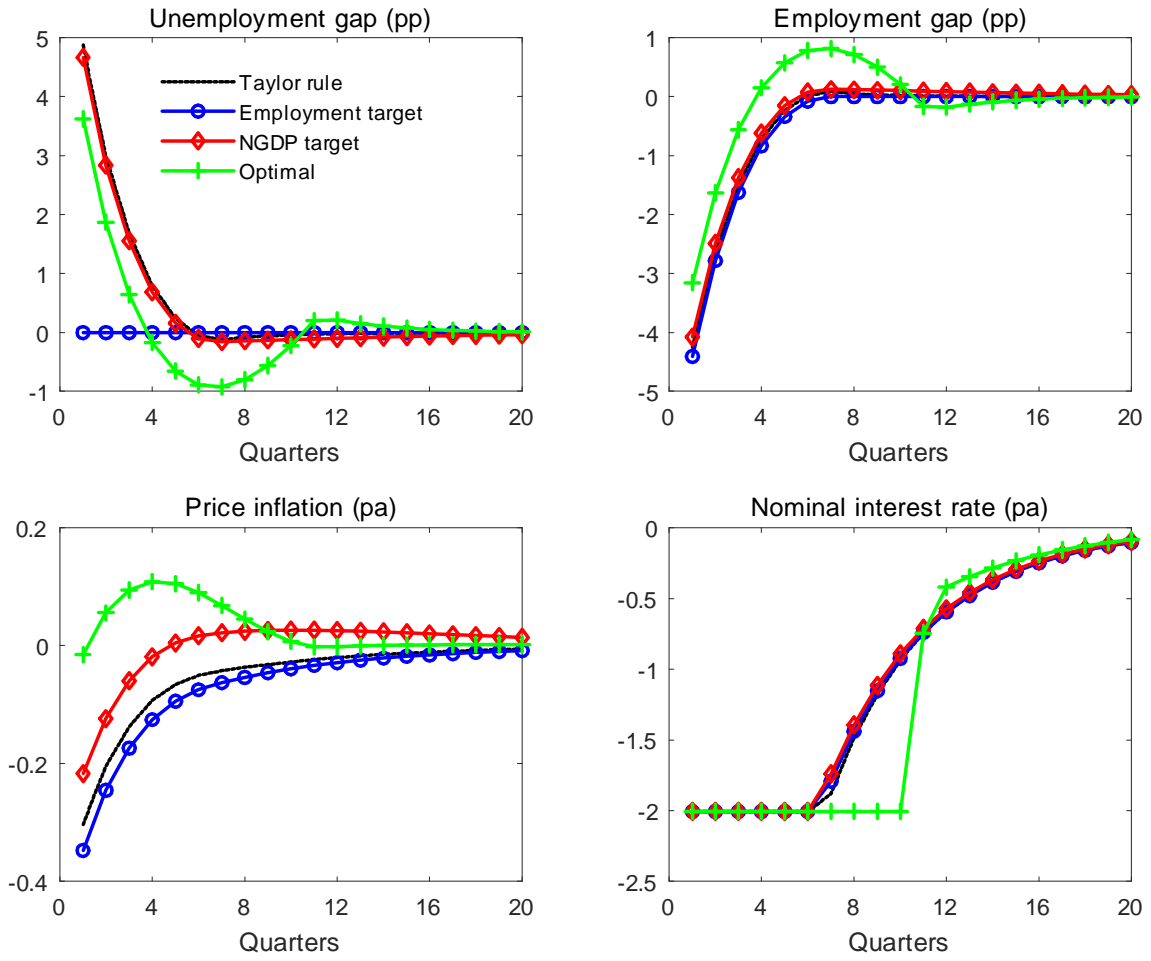 Unemployment gap (pp)
5
4
3
2
1
0
-1
0 4 8 12 16 20
Quarters
Taylor rule
Employment target
NGDP target
Optimal
Employment gap (pp)
1
0
-1
-2
-3
-4
-5
0 4 8 12 16 20
Quarters
Price inflation (pa)
0.2
0
-0.2
-0.4
0 4 8 12 16 20
Quarters
Nominal interest rate (pa)
0
-0.5
-1
-1.5
-2
-2.5
0 4 8 12 16 20
Quarters